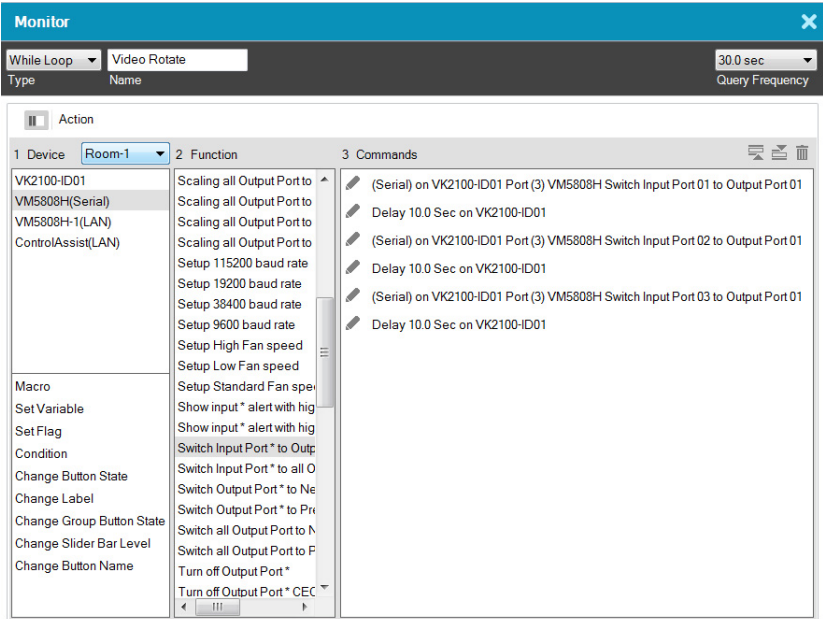 Monitor
While Loop Video Rotate 30.0 sec
Type Name Query Frequency
Action
1 Device Room-1 2 Function 3 Commands
VK2100-ID01
VM5808H(Serial)
VM5808H-1(LAN)
ControlAssist(LAN)
Macro
Set Variable
Set Flag
Condition
Change Button State
Change Label
Change Group Button State
Change Slider Bar Level
Change Button Name
Scaling all Output Port to
Scaling all Output Port to
Scaling all Output Port to
Scaling all Output Port to
Setup 115200 baud rate
Setup 19200 baud rate
Setup 38400 baud rate
Setup 9600 baud rate
Setup High Fan speed
Setup Low Fan speed
Setup Standard Fan spe
Show input * alert with hig
Show input * alert with hig
Switch Input Port * to Outp
Switch Input Port * to all O
Switch Output Port * to Ne
Switch Output Port * to Pre
Switch all Output Port to N
Switch all Output Port to P
Turn off Output Port *
Turn off Output Port * CEC
(Serial) on VK2100-ID01 Port (3) VM5808H Switch Input Port 01 to Output Port 01
Delay 10.0 Sec on VK2100-ID01
(Serial) on VK2100-ID01 Port (3) VM5808H Switch Input Port 02 to Output Port 01
Delay 10.0 Sec on VK2100-ID01
(Serial) on VK2100-ID01 Port (3) VM5808H Switch Input Port 03 to Output Port 01
Delay 10.0 Sec on VK2100-ID01